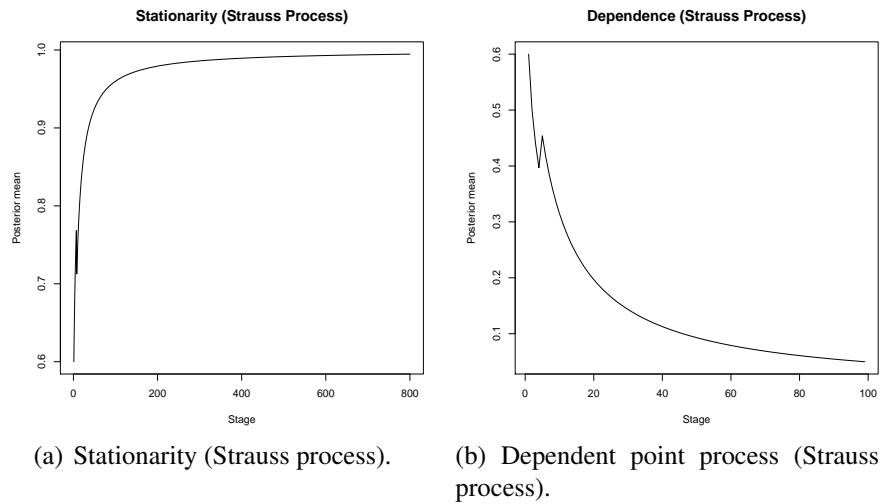 Stationarity (Strauss Process)
Posterior mean
1.0
0.9
0.8
0.7
0.6
0
200
400
600
800
Stage
(a) Stationarity (Strauss process).
Dependence (Strauss Process)
Posterior mean
0.6
0.5
0.4
0.3
0.2
0.1
0
20
40
60
80
100
Stage
(b) Dependent point process (Strauss
process).